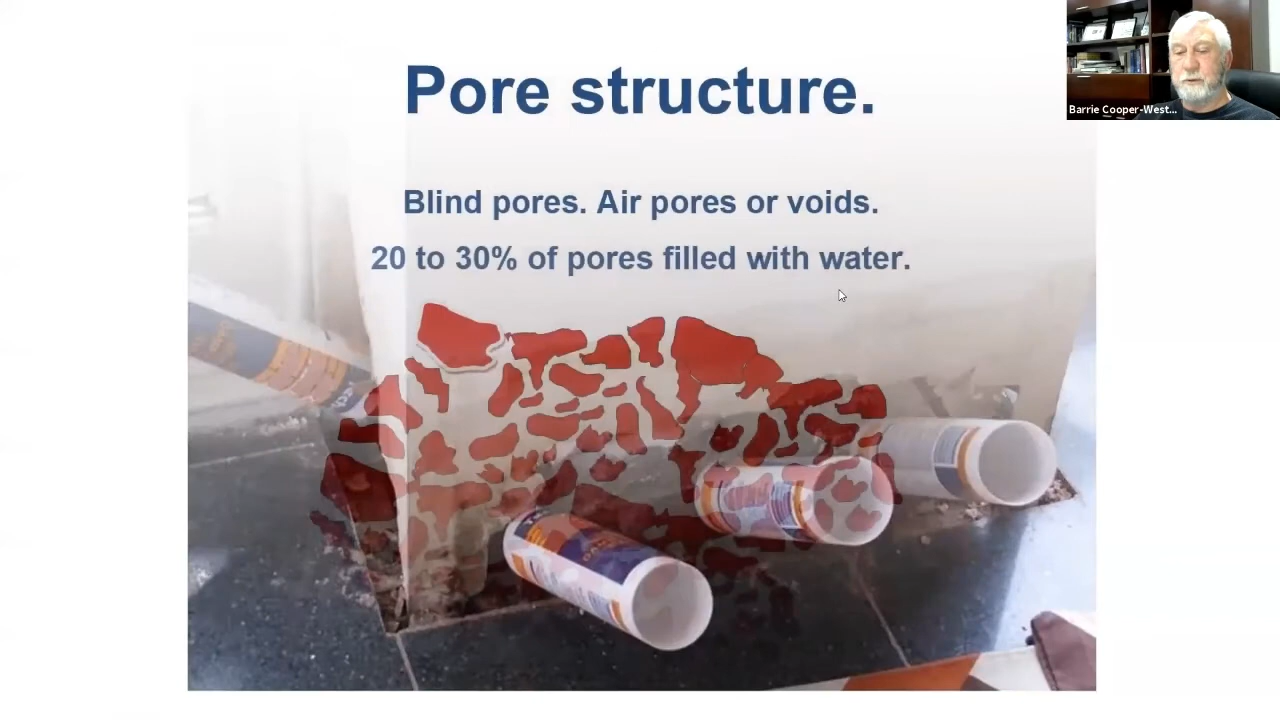 Pore structure.
Blind pores. Air pores or voids.
20 to 30% of pores filled with water.
Barrie Cooper-West...